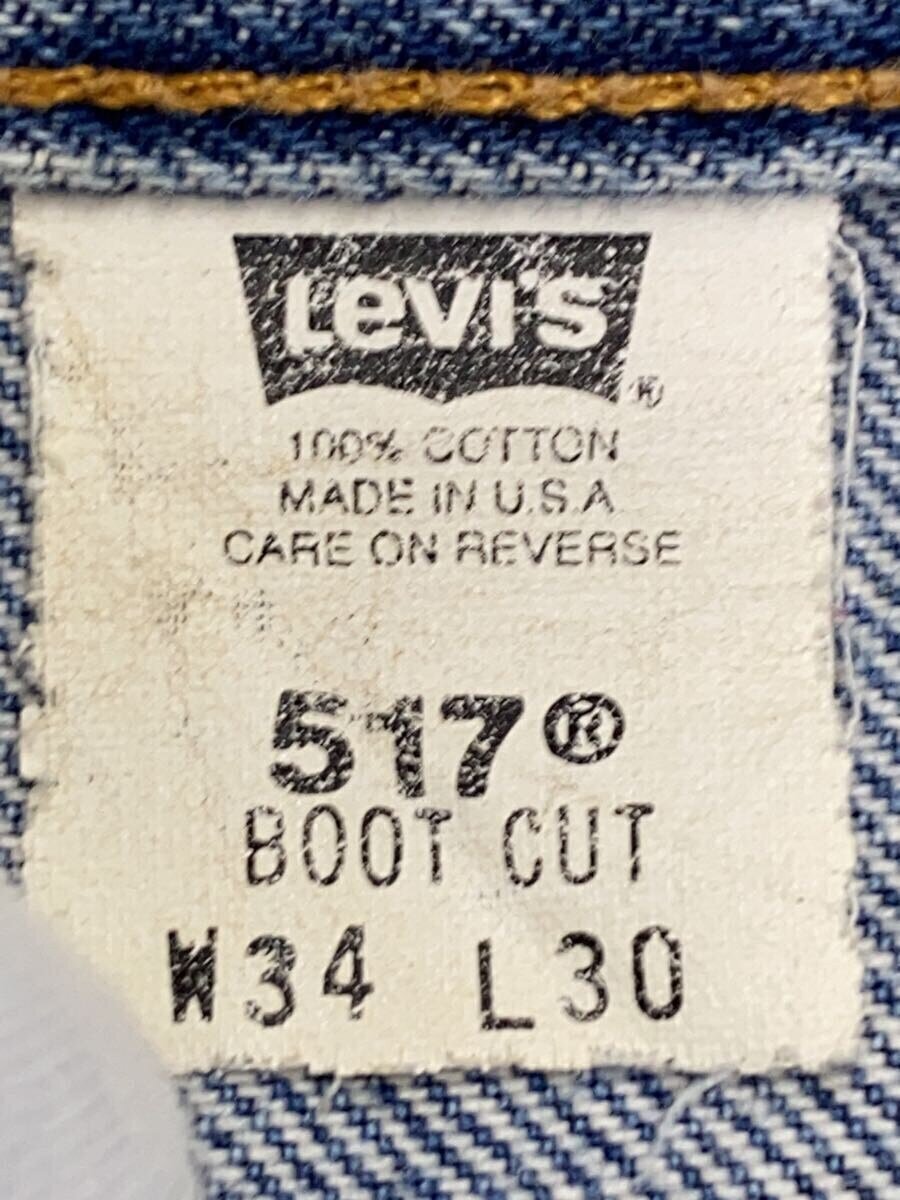 Levi's ®
100% COTTON
MADE IN U.S.A
CARE ON REVERSE
517®
BOOT CUT
W34 L30